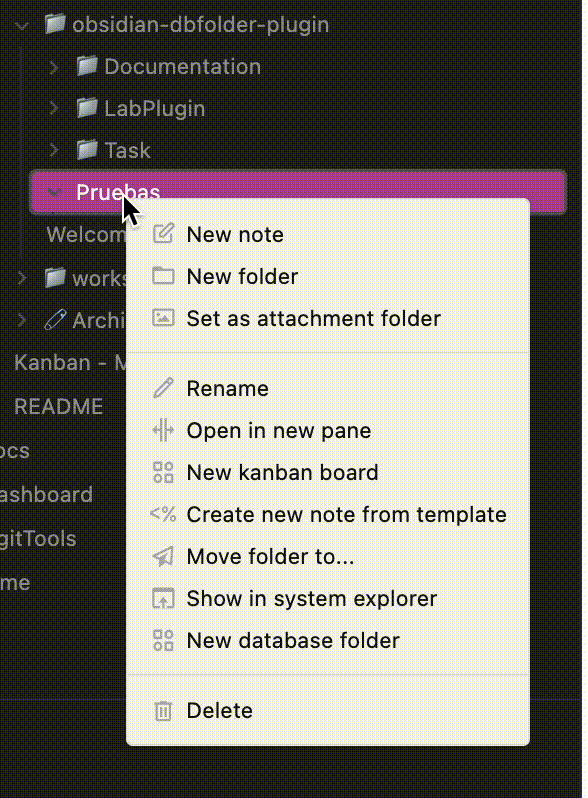 obsidian-dbfolder-plugin
Documentation
LabPlugin
Task
Pruebas
Welcom
New note
works
New folder
Archi
Set as attachment folder
Kanban - M
Rename
README
Open in new pane
ocs
New kanban board
ashboard
<% Create new note from template
gitTools
Move folder to...
me
Show in system explorer
New database folder
Delete